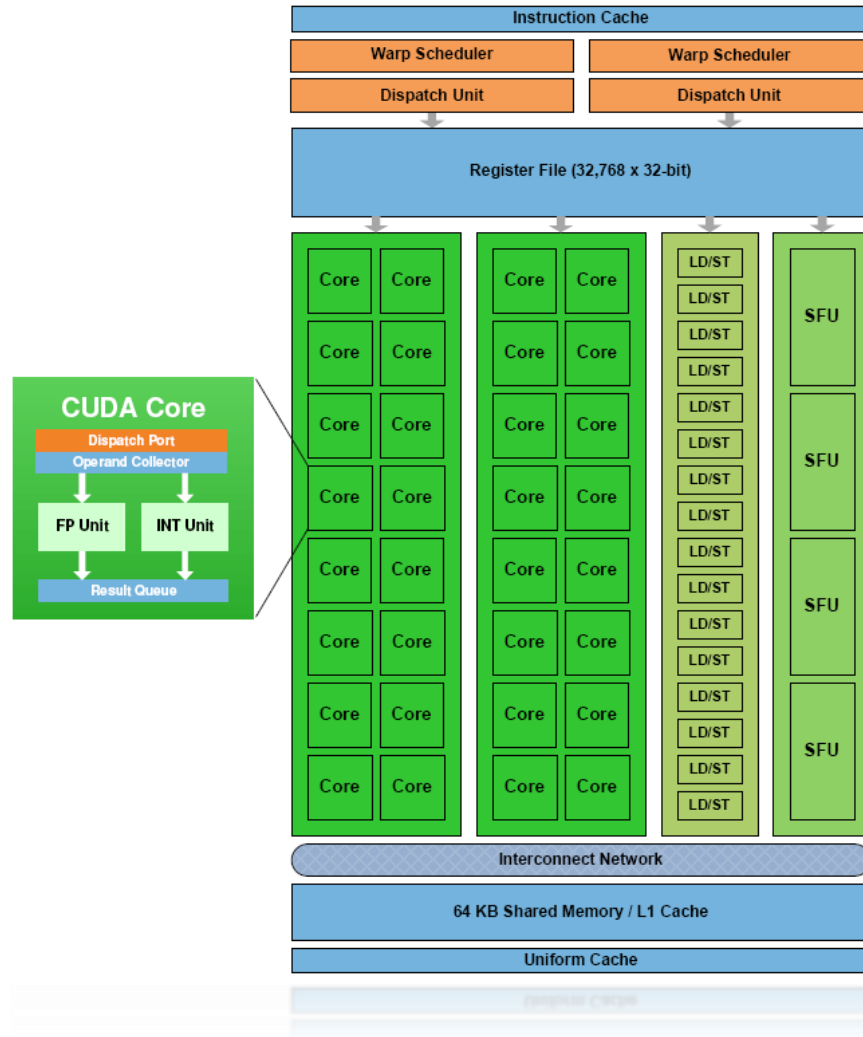 Instruction Cache
Warp Scheduler Warp Scheduler
Dispatch Unit Dispatch Unit
Register File (32,768 x 32-bit)
Core Core Core Core LD/ST SFU
LD/ST
Core Core Core Core LD/ST
LD/ST
Core Core Core Core LD/ST SFU
LD/ST
Core Core Core Core LD/ST
LD/ST
Core Core Core Core LD/ST SFU
LD/ST
Core Core Core Core LD/ST
LD/ST
Core Core Core Core LD/ST SFU
LD/ST
Core Core Core Core LD/ST
LD/ST
CUDA Core
Dispatch Port
Operand Collector
FP Unit INT Unit
Result Queue
Interconnect Network
64 KB Shared Memory / L1 Cache
Uniform Cache